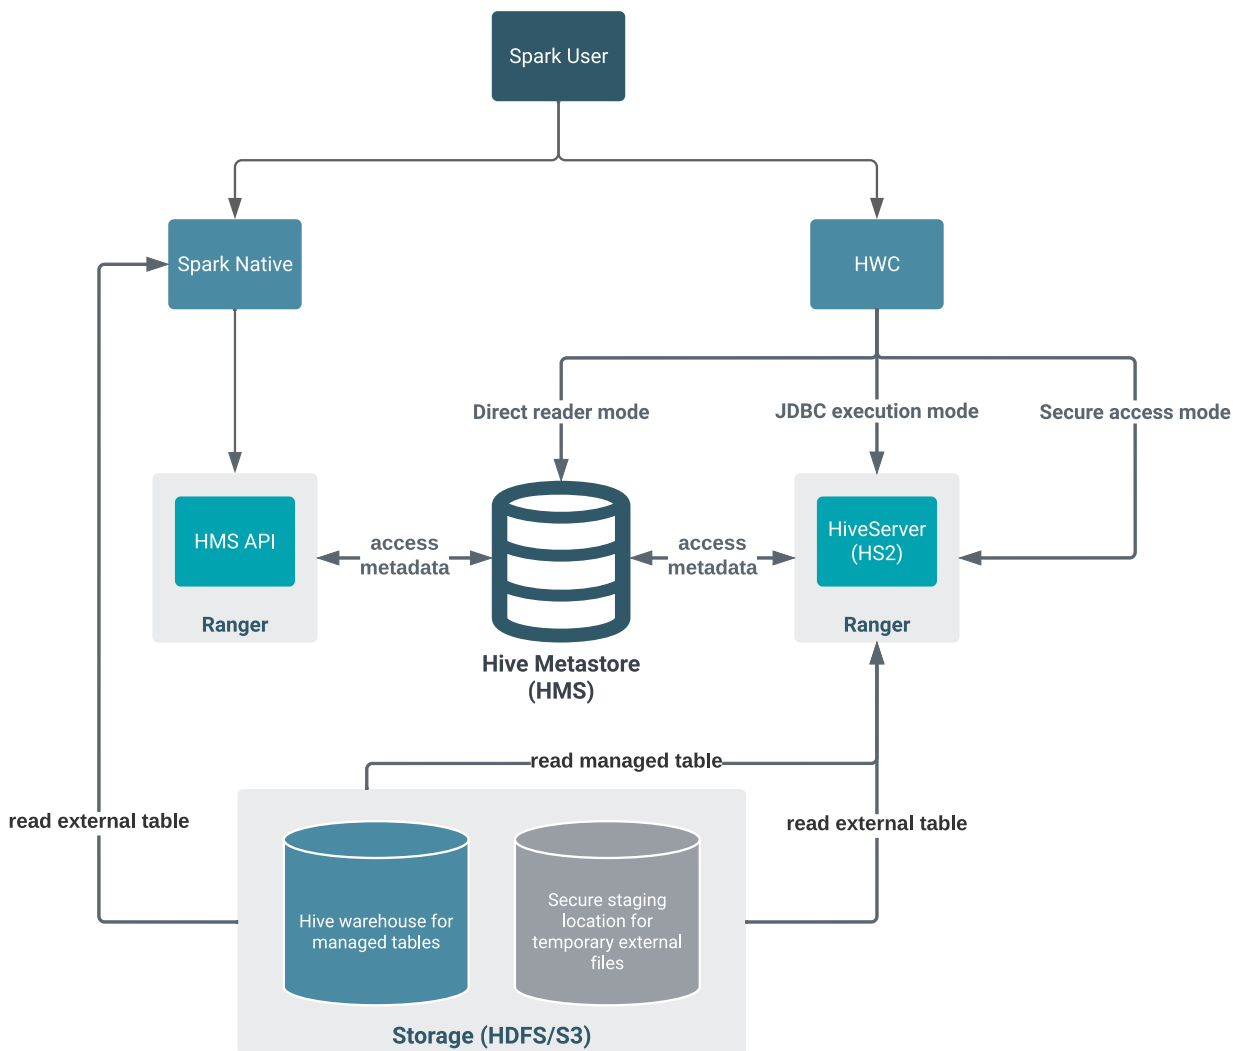 Spark User
Spark Native
HWC
Direct reader mode
JDBC execution mode
Secure access mode
HMS API
Ranger
access
metadata
Hive Metastore
(HMS)
access
metadata
HiveServer
(HS2)
Ranger
read managed table
read external table
read external table
Hive warehouse for
managed tables
Secure staging
location for
temporary external
files
Storage (HDFS/S3)